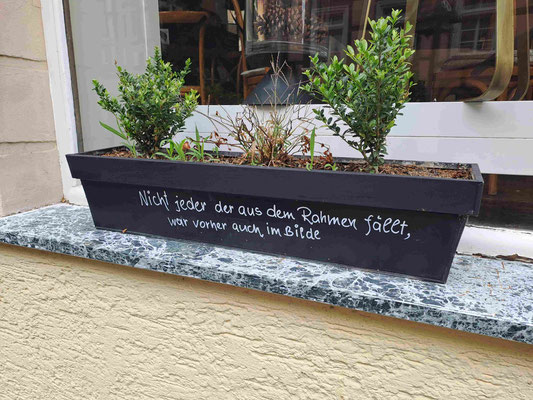 Nicht jeder der aus dem Rahmen fällt,
war vorher auch im Bilde